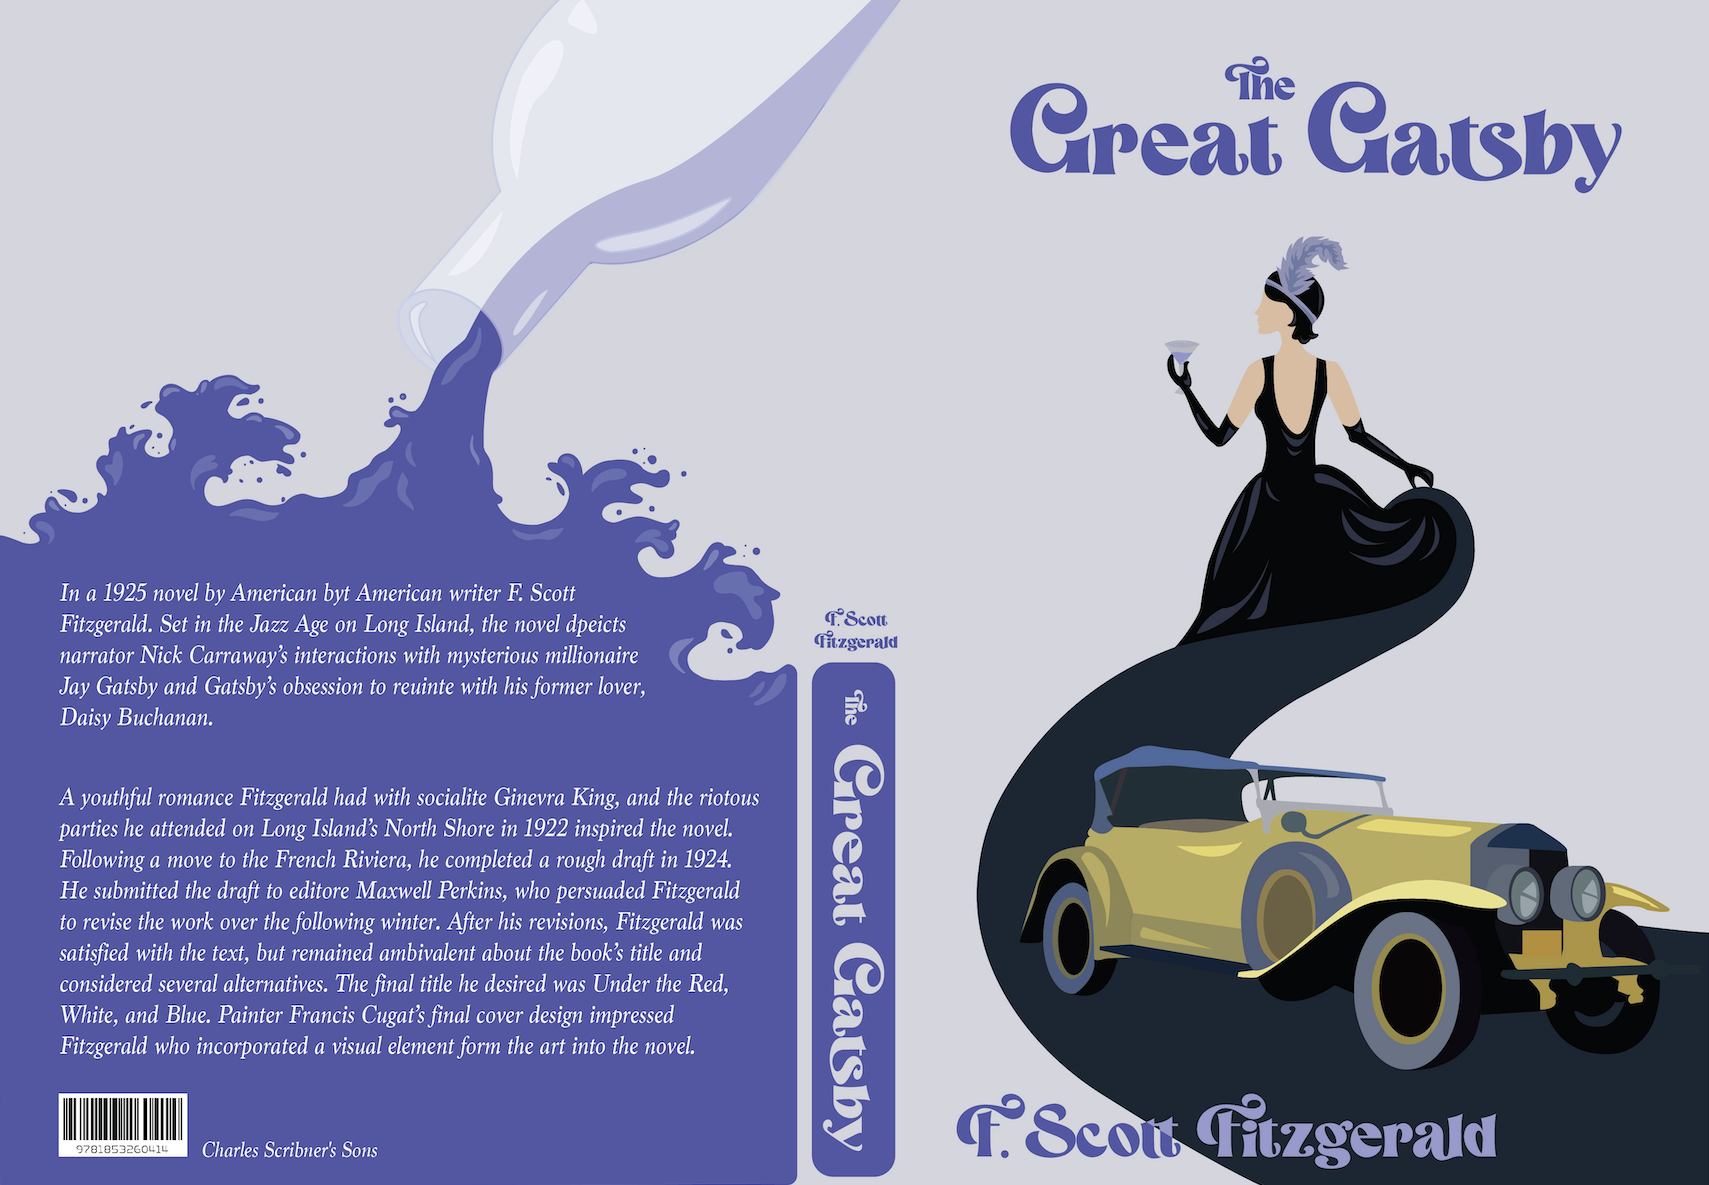 In a 1925 novel by American byt American writer F. Scott
Fitzgerald. Set in the Jazz Age on Long Island, the novel dpeicts
narrator Nick Carraway's interactions with mysterious millionaire
Jay Gatsby and Gatsby's obsession to reuinte with his former lover,
Daisy Buchanan.
A youthful romance Fitzgerald had with socialite Ginevra King, and the riotous
parties he attended on Long Island's North Shore in 1922 inspired the novel.
Following a move to the French Riviera, he completed a rough draft in 1924.
He submitted the draft to editore Maxwell Perkins, who persuaded Fitzgerald
to revise the work over the following winter. After his revisions, Fitzgerald was
satisfied with the text, but remained ambivalent about the book's title and
considered several alternatives. The final title he desired was Under the Red,
White, and Blue. Painter Francis Cugat's final cover design impressed
Fitzgerald who incorporated a visual element form the art into the novel.
9781853260414
Charles Scribner's Sons
F. Scott
Fitzgerald
The Great Gatsby
The
Great Gatsby
F. Scott Fitzgerald